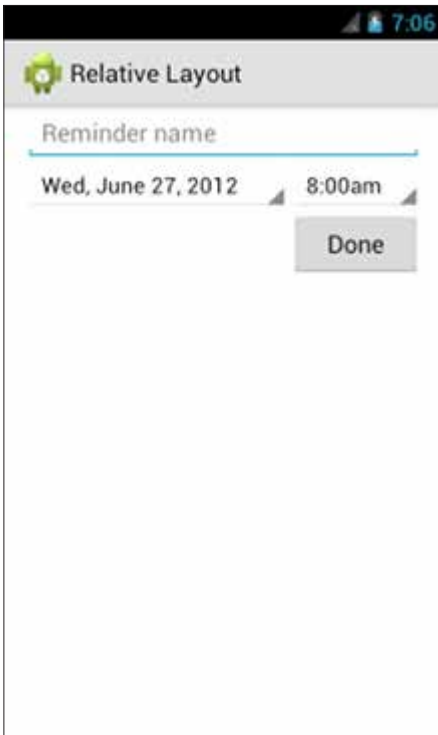 7:06
Relative Layout
Reminder name
Wed, June 27, 2012 8:00am
Done